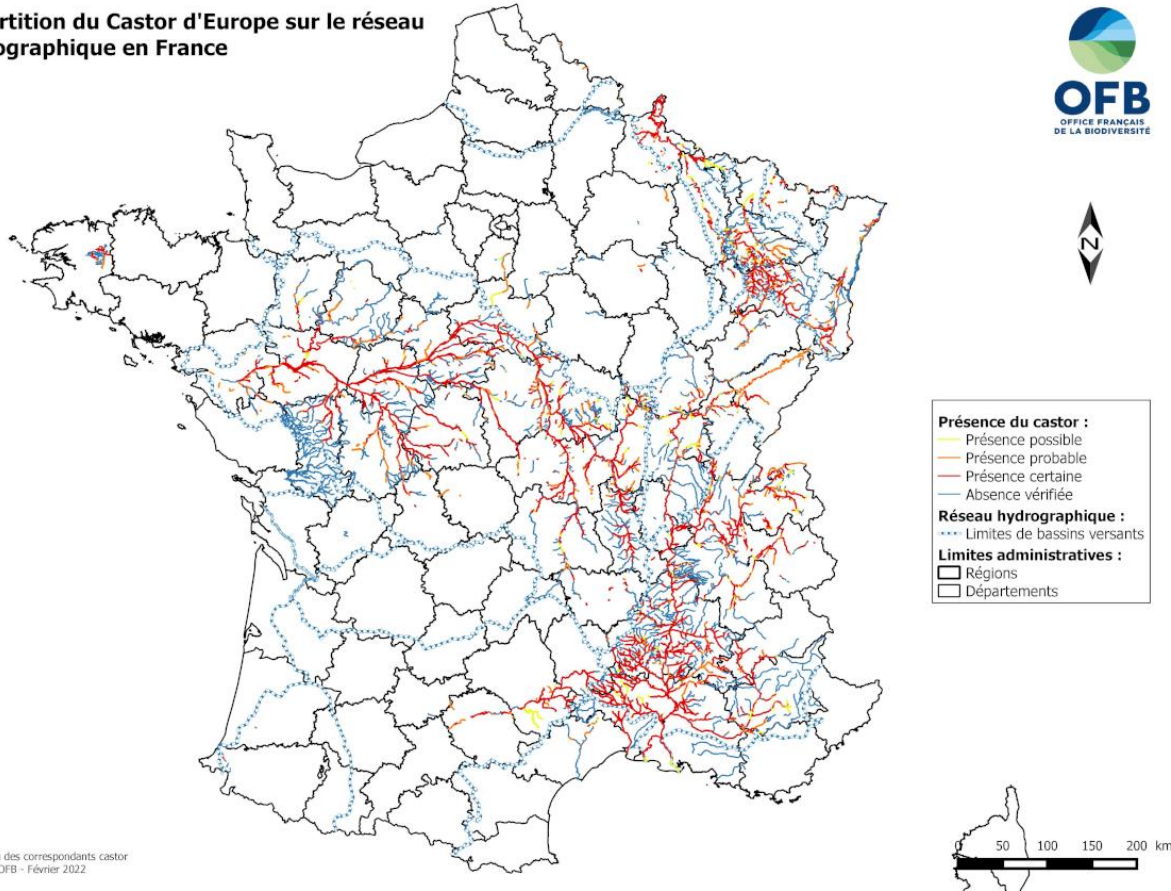 rtition du Castor d'Europe sur le réseau
ographique en France
OFB
OFFICE FRANÇAIS
DE LA BIODIVERSITÉ
N
Présence du castor :
Présence possible
Présence probable
Présence certaine
Absence vérifiée
Réseau hydrographique :
Limites de bassins versants
Limites administratives :
Régions
Départements
des correspondants castor
OFB - Février 2022
50 100 150 200 km